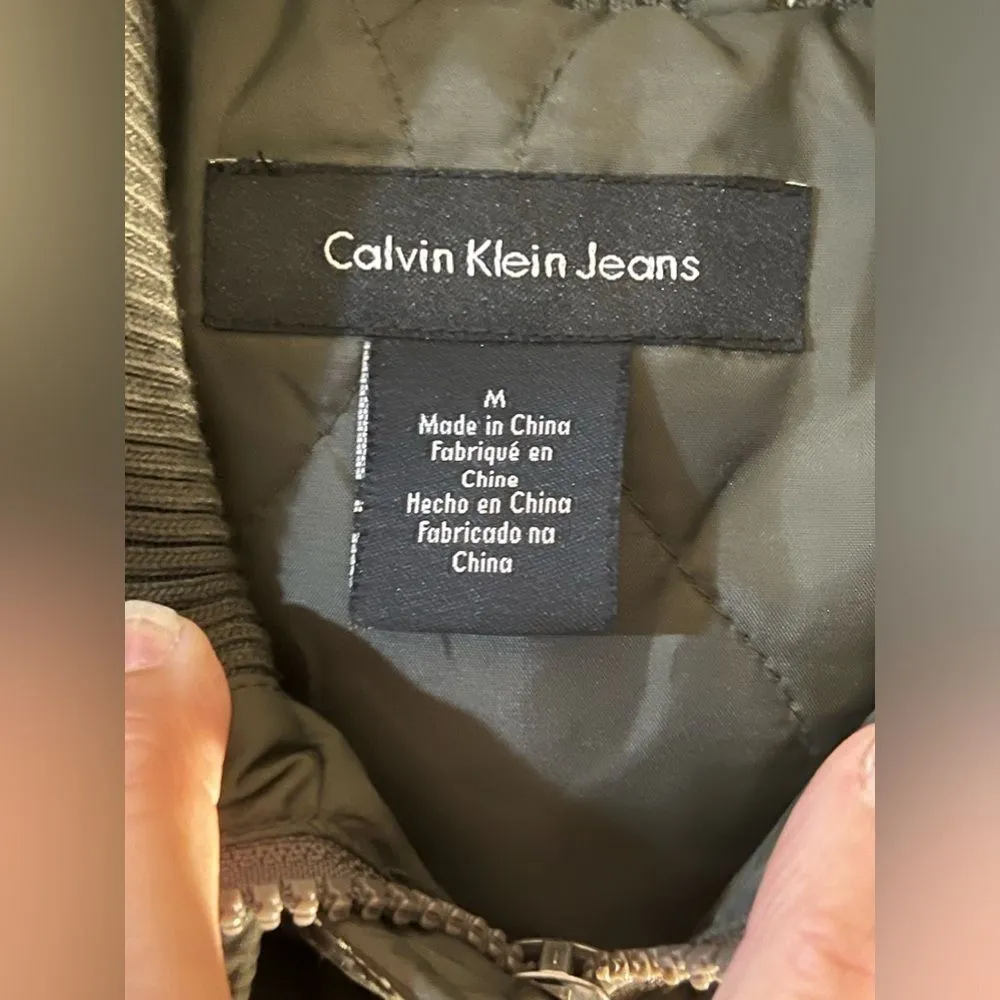 Calvin Klein Jeans
M
Made in China
Fabriqué en
Chine
Hecho en China
Fabricado na
China